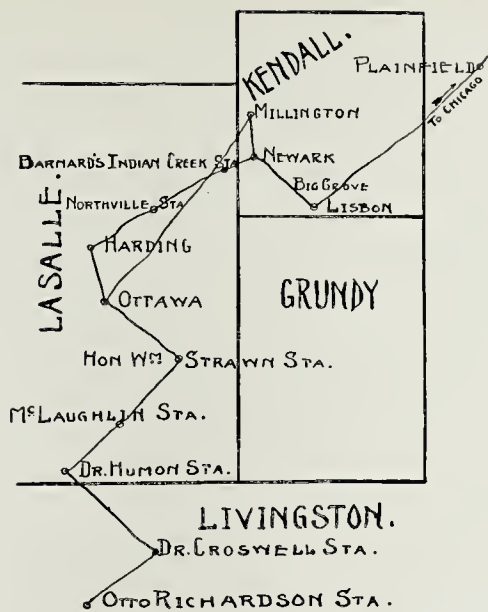 KENDALL.
PLAINFIELD
TO CHICAGO
MILLINGTON
BARNARD'S INDIAN CREEK STA
NEWARK
BIG GROVE
NORTHVILLE STA
LISBON
LASALLE.
HARDING
GRUNDY
OTTAWA
HON WM STRAWN STA.
McLAUGHLIN STA.
DR. HUMON STA.
LIVINGSTON.
DR. CROSWELL STA.
OTTO RICHARDSON STA.